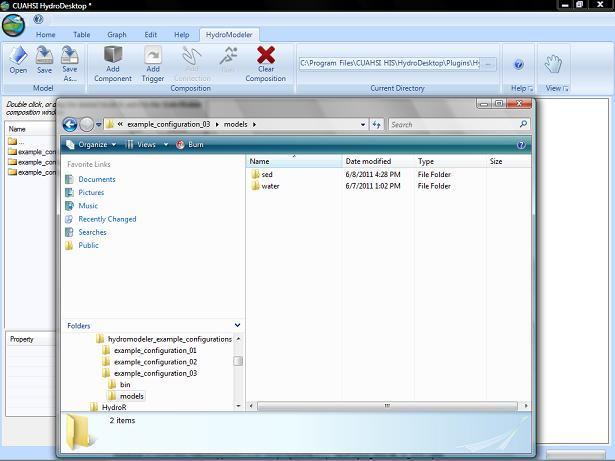 CUAHSI HydroDesktop *
Home Table Graph Edit Help HydroModeler
Open Save Save As... Add Component Add Trigger Add Connection Run Clear Composition C:\Program Files\CUAHSI HIS\HydroDesktop\Plugins\Hy ... Help View
Model Composition Current Directory
Double click, or
composition wind
Name
...
example_con
example_con
example_con
Property
« example_configuration_03 models
Search
Organize Views Burn
Favorite Links
Documents
Pictures
Music
Recently Changed
Searches
Public
Folders
hydromodeler_example_configurations
example_configuration_01
example_configuration_02
example_configuration_03
bin
models
HydroR
Name Date modified Type Size
sed 6/8/2011 4:28 PM File Folder
water 6/7/2011 1:02 PM File Folder
2 items